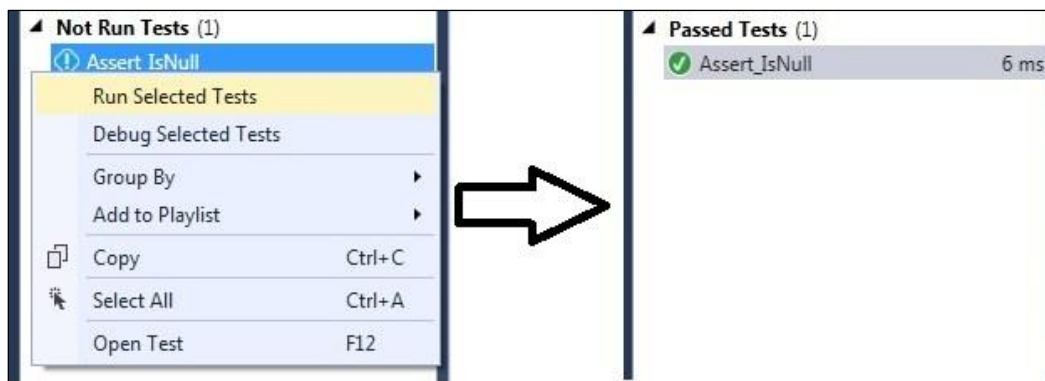 Not Run Tests (1)
Assert IsNull
Run Selected Tests
Debug Selected Tests
Group By
Add to Playlist
Copy Ctrl+C
Select All Ctrl+A
Open Test F12
Passed Tests (1)
Assert_IsNull 6 ms